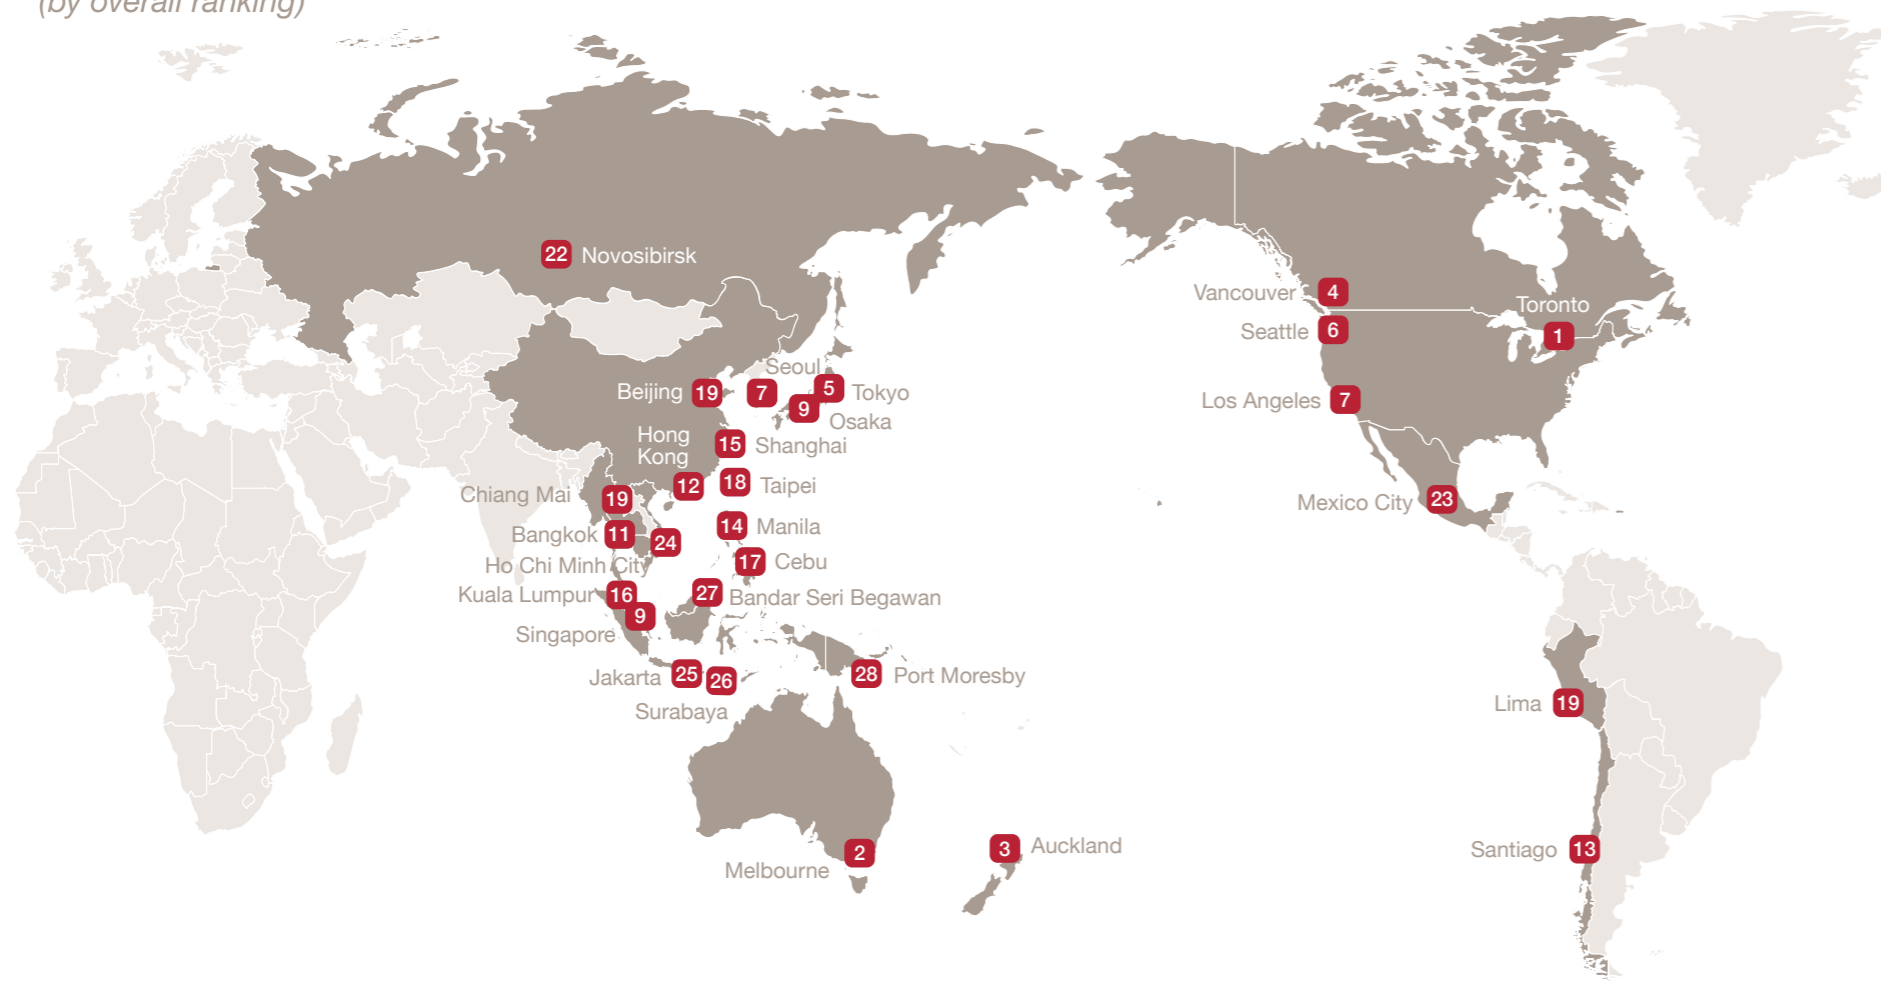 (by overall ranking)
22 Novosibirsk
Vancouver 4
Toronto
1
Seattle 6
Seoul
7
5 Tokyo
Beijing 19
9
Osaka
Los Angeles 7
Hong
Kong
12
15 Shanghai
18 Taipei
Chiang Mai 19
Mexico City 23
14 Manila
Bangkok 11
24
Ho Chi Minh City
17 Cebu
Kuala Lumpur 16
27 Bandar Seri Begawan
9
Singapore
Jakarta 25
26
Surabaya
28 Port Moresby
Lima 19
2
Melbourne
3 Auckland
Santiago 13